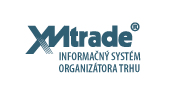 XMtrade®
INFORMAČNÝ SYSTÉM
ORGANIZÁTORA TRHU